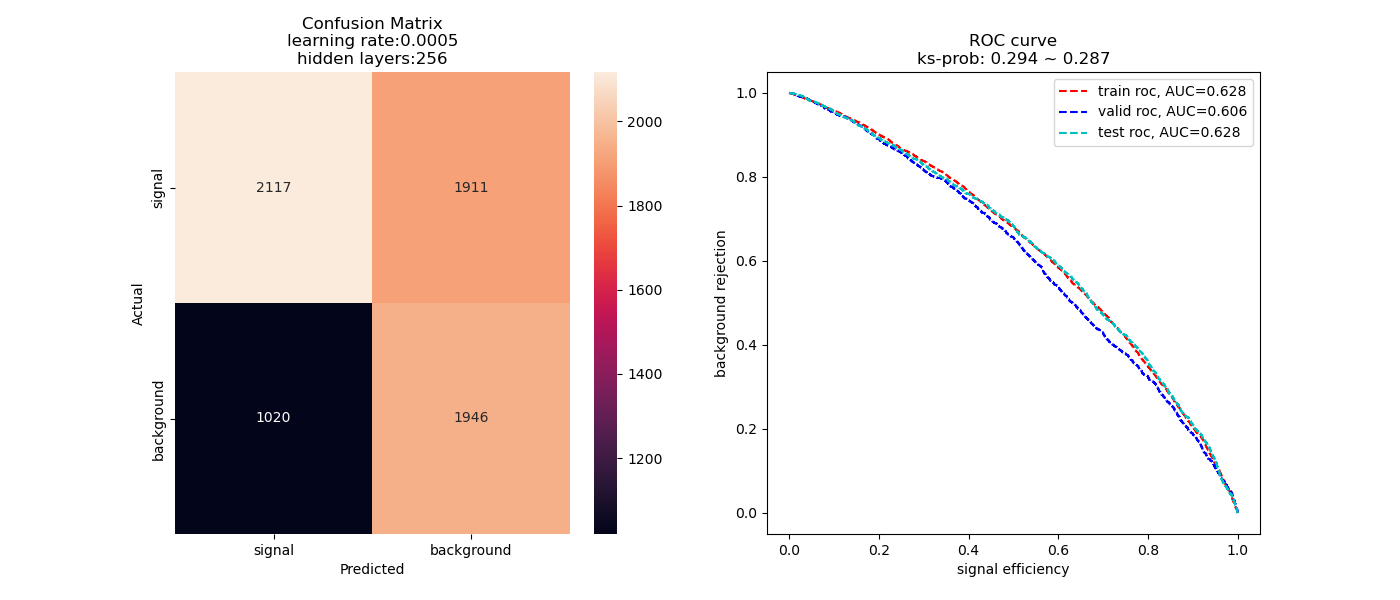 Confusion Matrix
learning rate:0.0005
hidden layers:256
signal
background
Actual
2117
1911
1020
1946
signal
background
Predicted
2000
1800
1600
1400
1200
ROC curve
ks-prob: 0.294 ~ 0.287
train roc, AUC=0.628
valid roc, AUC=0.606
test roc, AUC=0.628
background rejection
1.0
0.8
0.6
0.4
0.2
0.0
0.0
0.2
0.4
0.6
0.8
1.0
signal efficiency